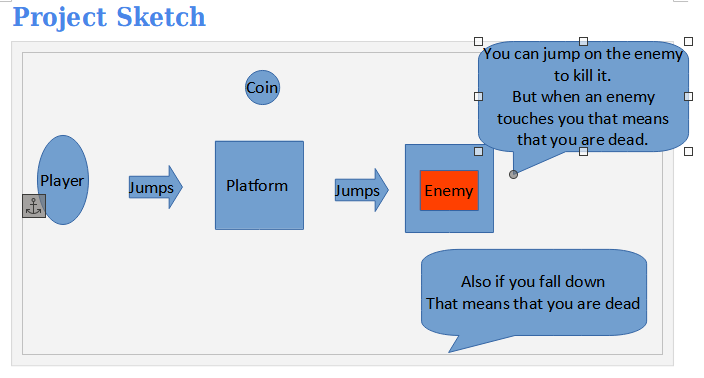 Project Sketch
Coin
You can jump on the enemy
to kill it.
But when an enemy
touches you that means
that you are dead.
Player
Jumps
Platform
Jumps
Enemy
Also if you fall down
That means that you are dead